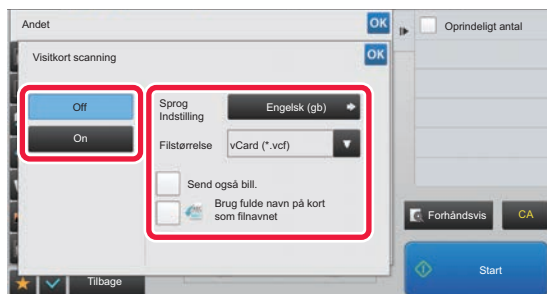 Andet
OK
Oprindeligt antal
Visitkort scanning
OK
Off
On
Sprog
Indstilling
Engelsk (gb)
Filstørrelse
vCard (*.vcf)
Send også bill.
Brug fulde navn på kort
som filnavnet
Forhåndsvis
CA
Tilbage
Start